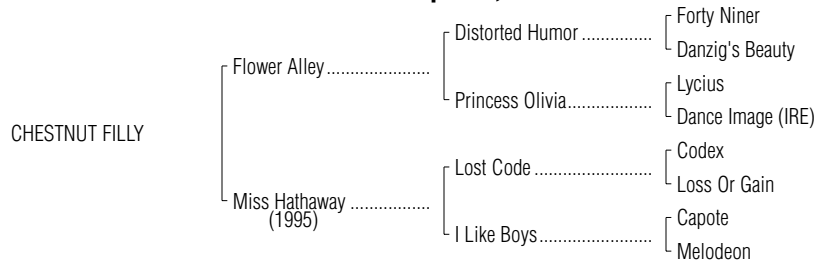 Forty Niner
Distorted Humor ...............
Danzig's Beauty
Flower Alley......................
Lycius
Princess Olivia..................
Dance Image (IRE)
CHESTNUT FILLY
Codex
Lost Code .........................
Loss Or Gain
Miss Hathaway .................
(1995)
Capote
I Like Boys........................
Melodeon